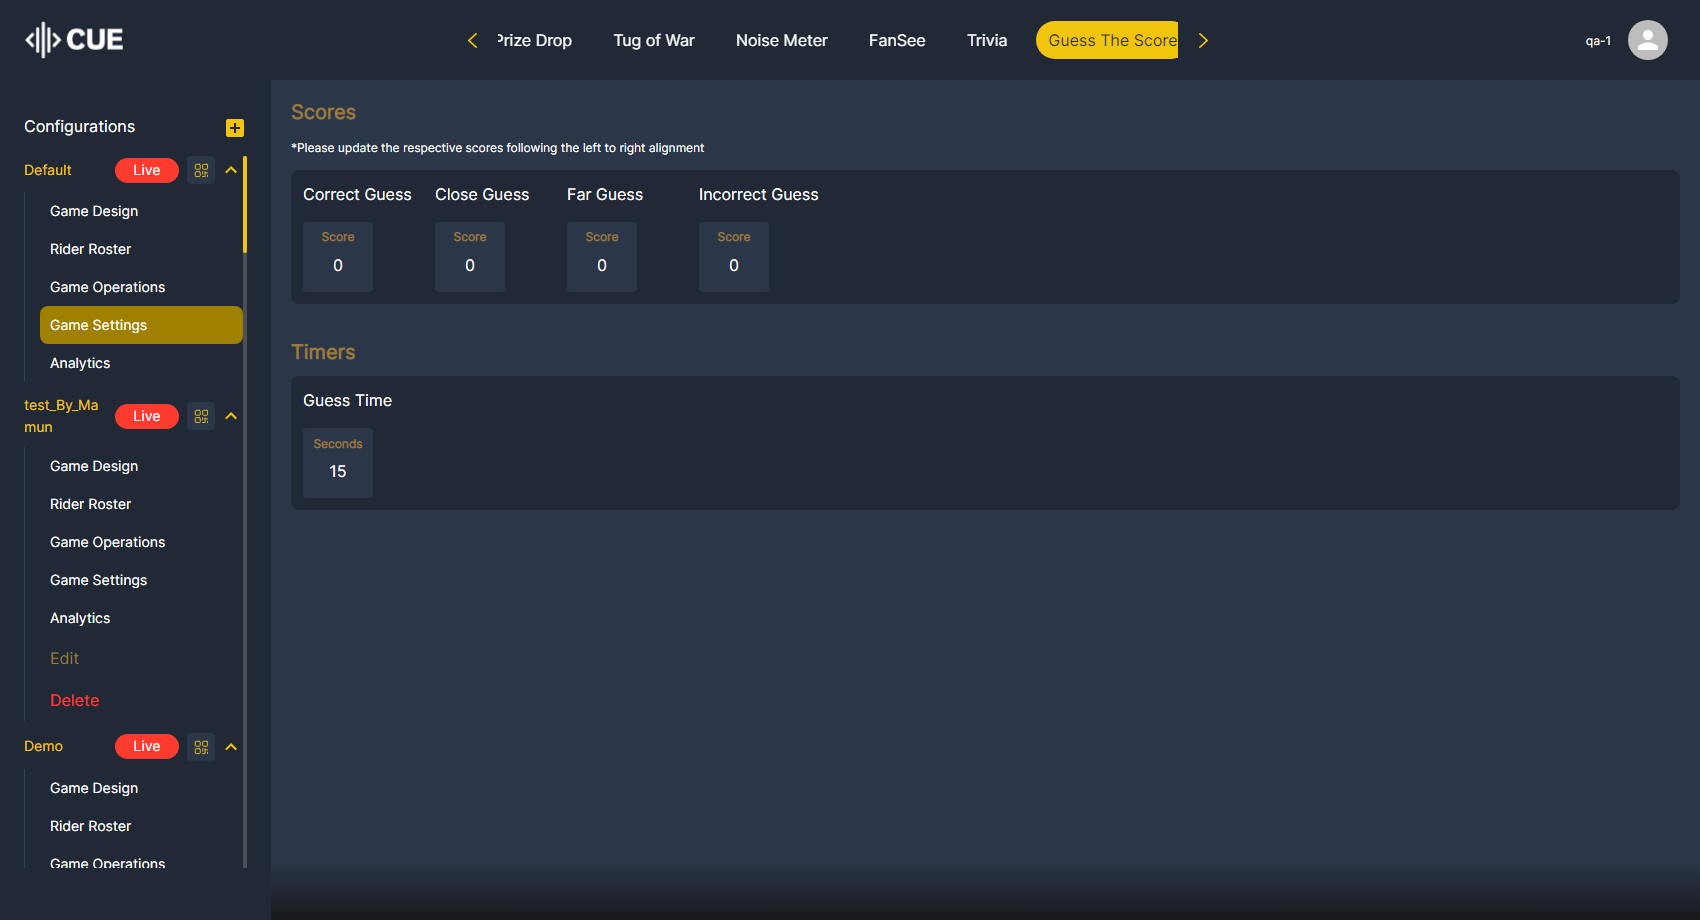 CUE
Prize Drop
Tug of War
Noise Meter
FanSee
Trivia
Guess The Score
qa-1
Configurations
Default
Live
Game Design
Rider Roster
Game Operations
Game Settings
Analytics
test_By_Ma
mun
Live
Game Design
Rider Roster
Game Operations
Game Settings
Analytics
Edit
Delete
Demo
Live
Game Design
Rider Roster
Game Operations
Scores
*Please update the respective scores following the left to right alignment
Correct Guess
Close Guess
Far Guess
Incorrect Guess
Score
Score
Score
Score
0
0
0
0
Timers
Guess Time
Seconds
15